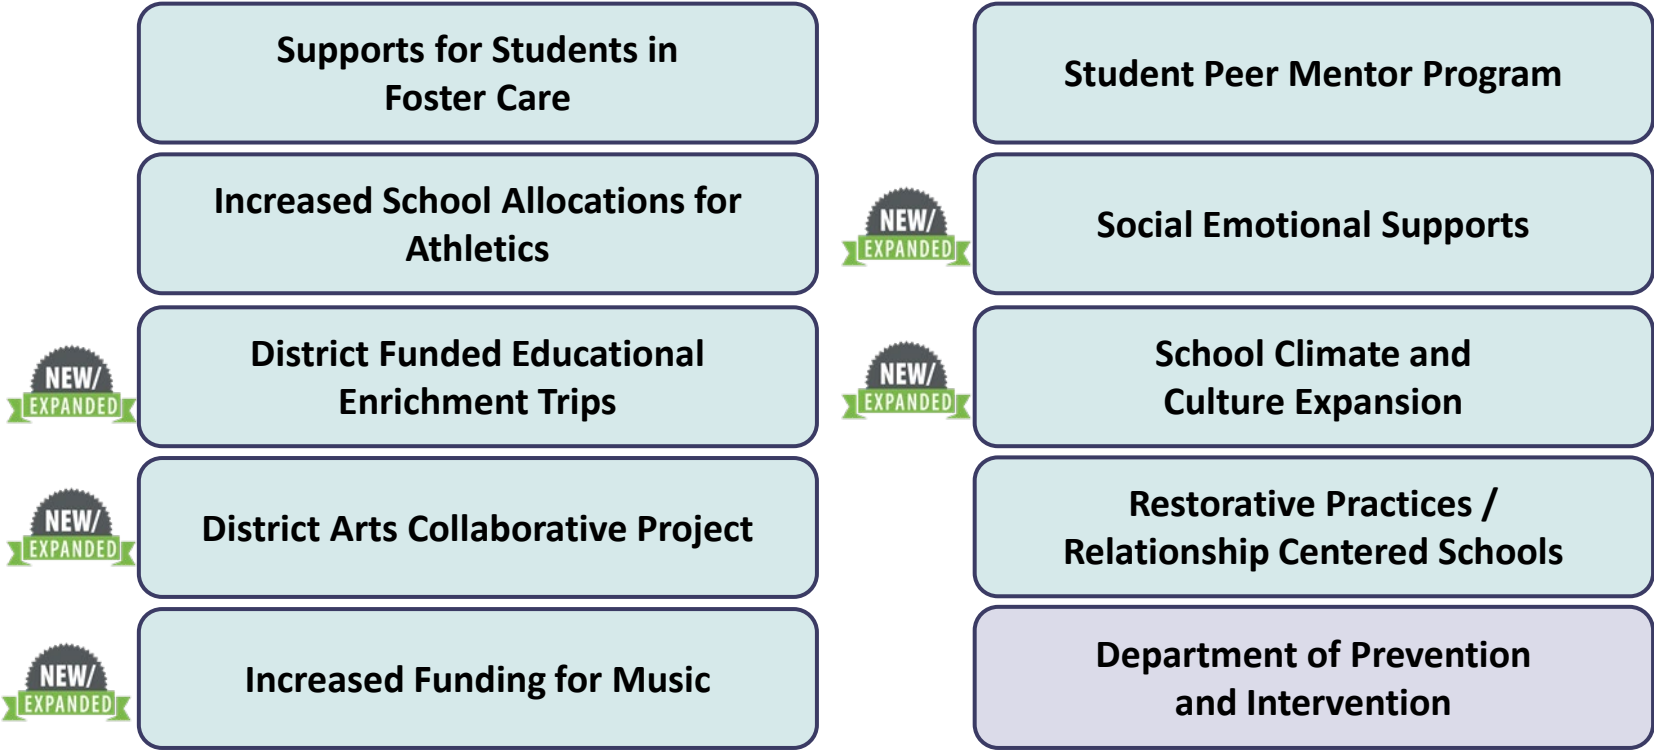 Supports for Students in
Foster Care
Increased School Allocations for
Athletics
NEW/
EXPANDED
District Funded Educational
Enrichment Trips
NEW/
EXPANDED
District Arts Collaborative Project
NEW/
EXPANDED
Increased Funding for Music
Student Peer Mentor Program
NEW/
EXPANDED
Social Emotional Supports
NEW/
EXPANDED
School Climate and
Culture Expansion
Restorative Practices /
Relationship Centered Schools
Department of Prevention
and Intervention